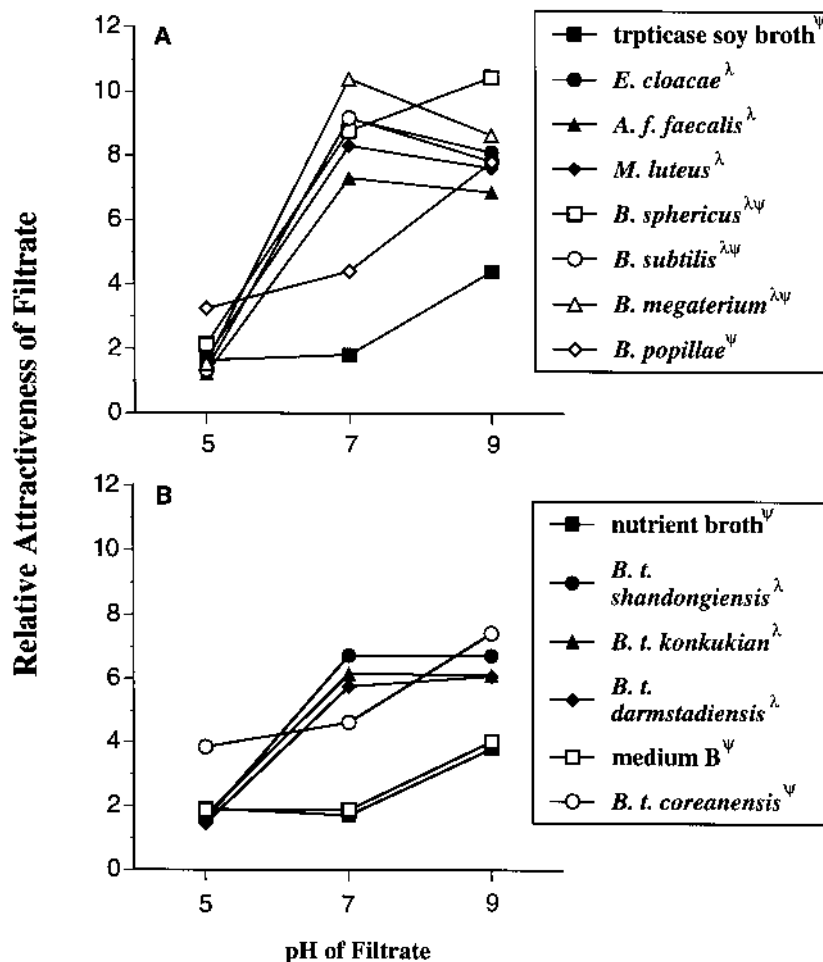 Relative Attractiveness of Filtrate
A
12
10
8
6
4
2
0
5 7 9
trpticase soy broth^ψ
E. cloacae^λ
A. f. faecalis^λ
M. luteus^λ
B. sphericus^λψ
B. subtilis^λψ
B. megaterium^λψ
B. popillae^ψ
B
12
10
8
6
4
2
0
5 7 9
nutrient broth^ψ
B. t.
shandongiensis^λ
B. t. konkukian^λ
B. t.
darmstadiensis^λ
medium B^ψ
B. t. coreanensis^ψ
pH of Filtrate